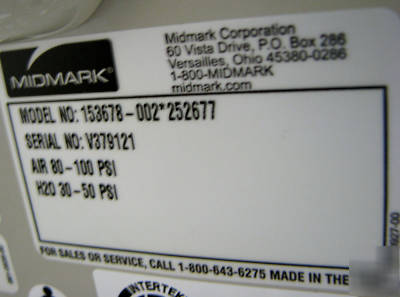 MIDMARK
Midmark Corporation
60 Vista Drive, P.O. Box 286
Versailles, Ohio 45380-0286
1-800-MIDMARK
midmark.com
MODEL NO: 153678-002*252677
SERIAL NO: V379121
AIR 80-100 PSI
H2O 30-50 PSI
FOR SALES OR SERVICE, CALL 1-800-643-6275 MADE IN THE
INTERTEK